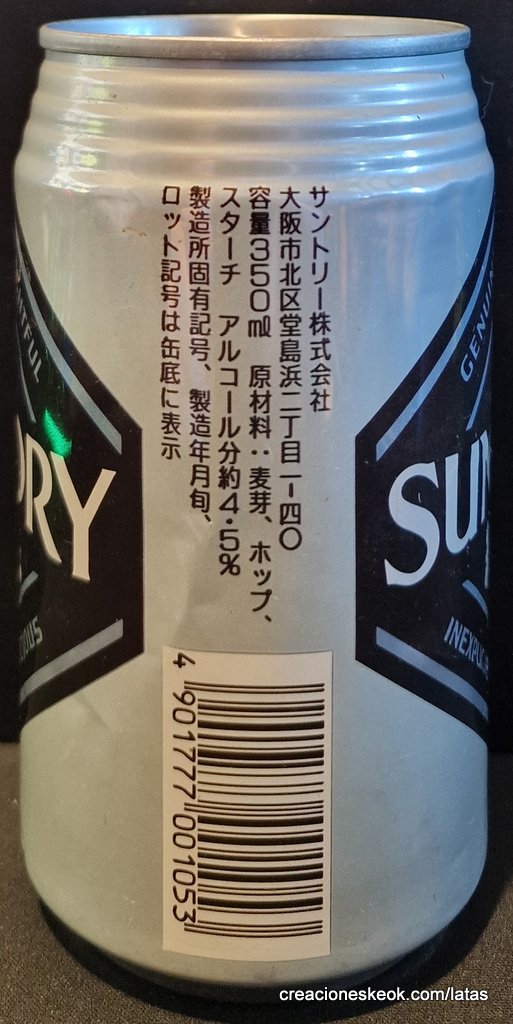 サントリー株式会社
大阪市北区堂島浜二丁目一-四〇
容量350ml 原材料：麦芽、ホップ、
スターチ アルコール分約4・5%
製造所固有記号、製造年月旬、
ロット記号は缶底に表示
4 901777 001053
RY
SUN
GENUIN
creacioneskeok.com/latas